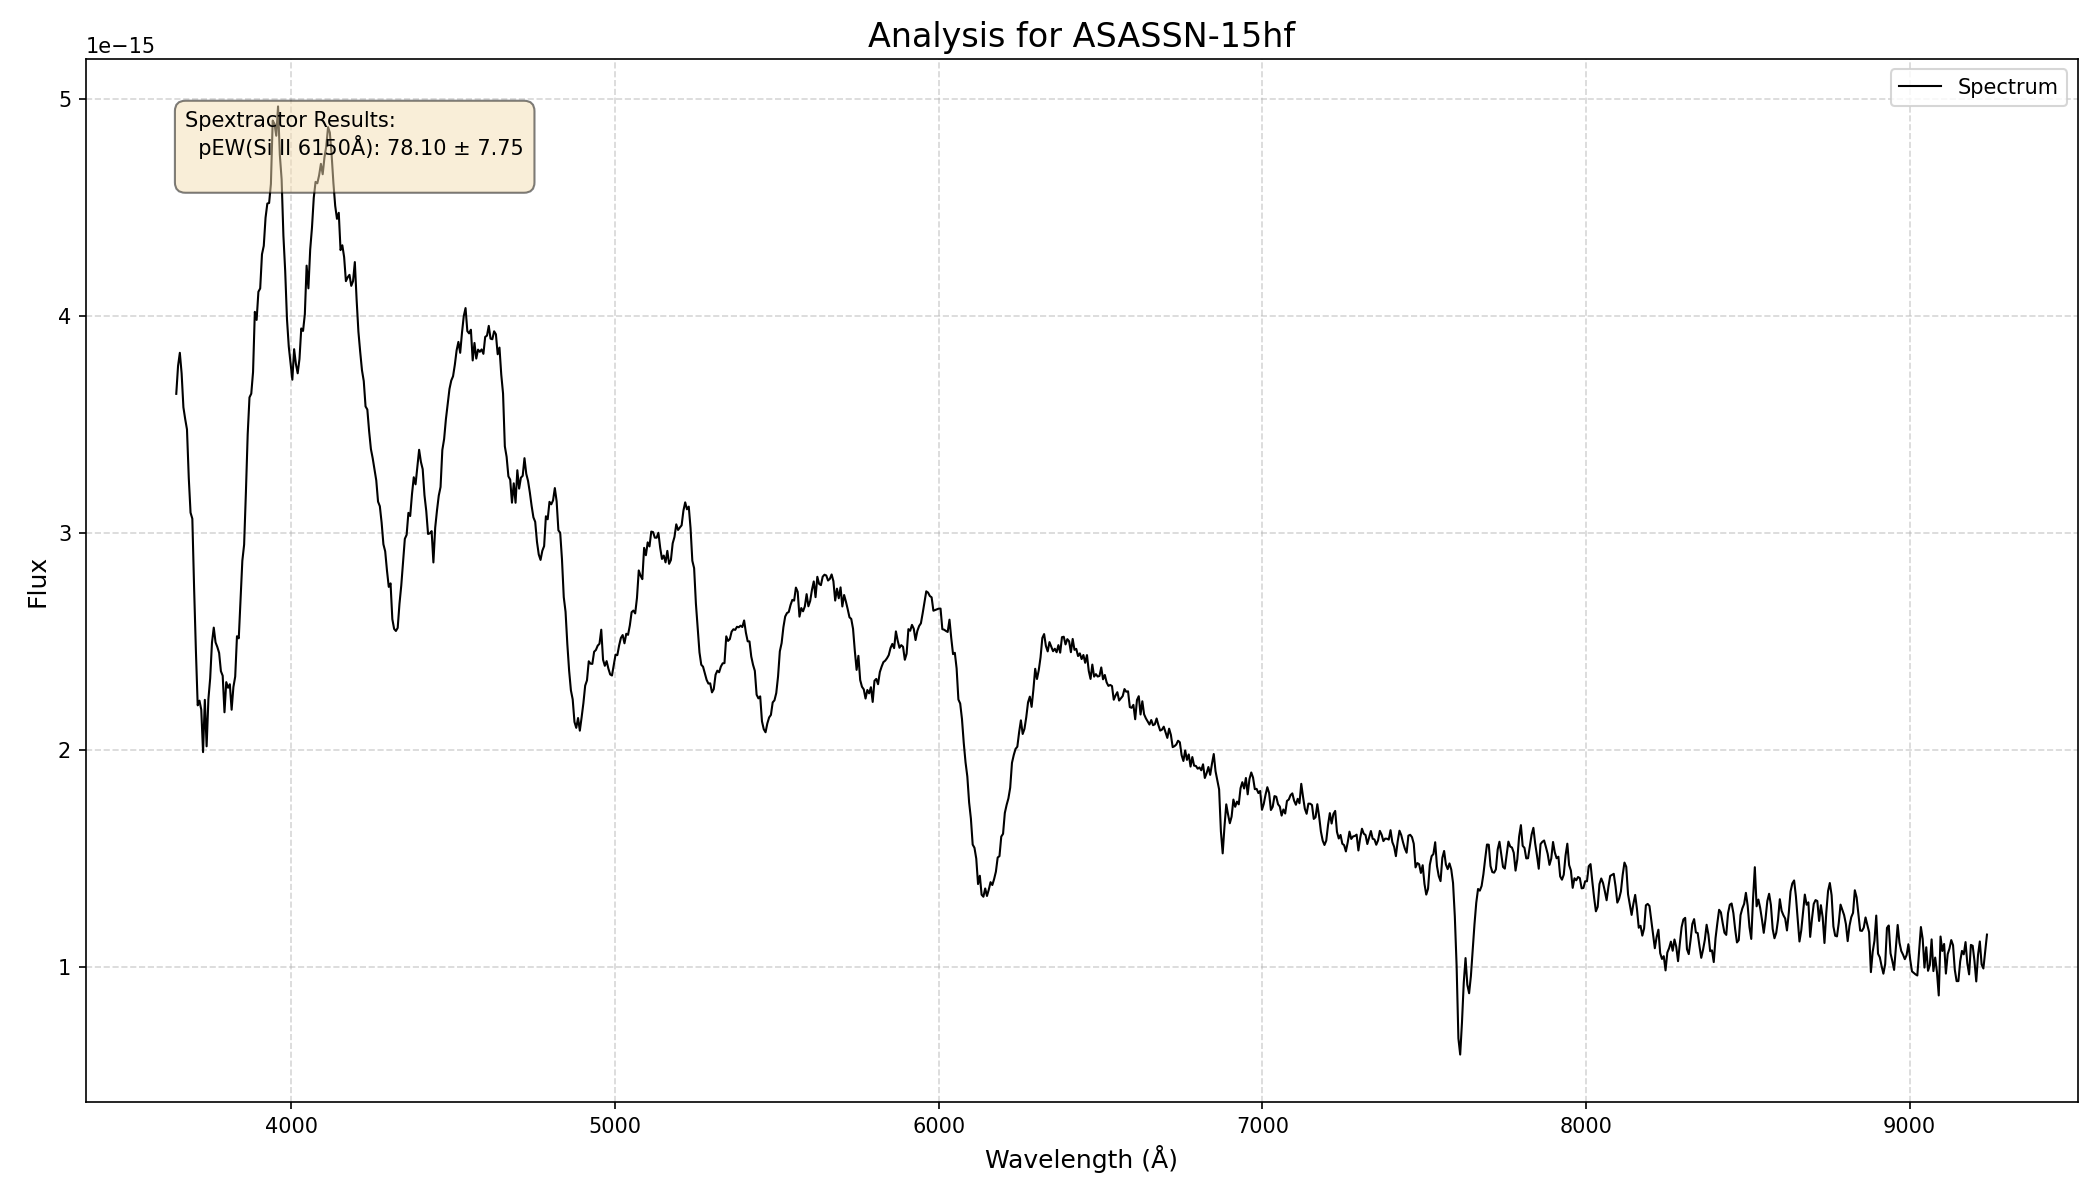 Analysis for ASASSN-15hf
1e−15
Spectrum
Spextractor Results:
pEW(Si II 6150Å): 78.10 ± 7.75
5
4
3
2
1
Flux
4000 5000 6000 7000 8000 9000
Wavelength (Å)